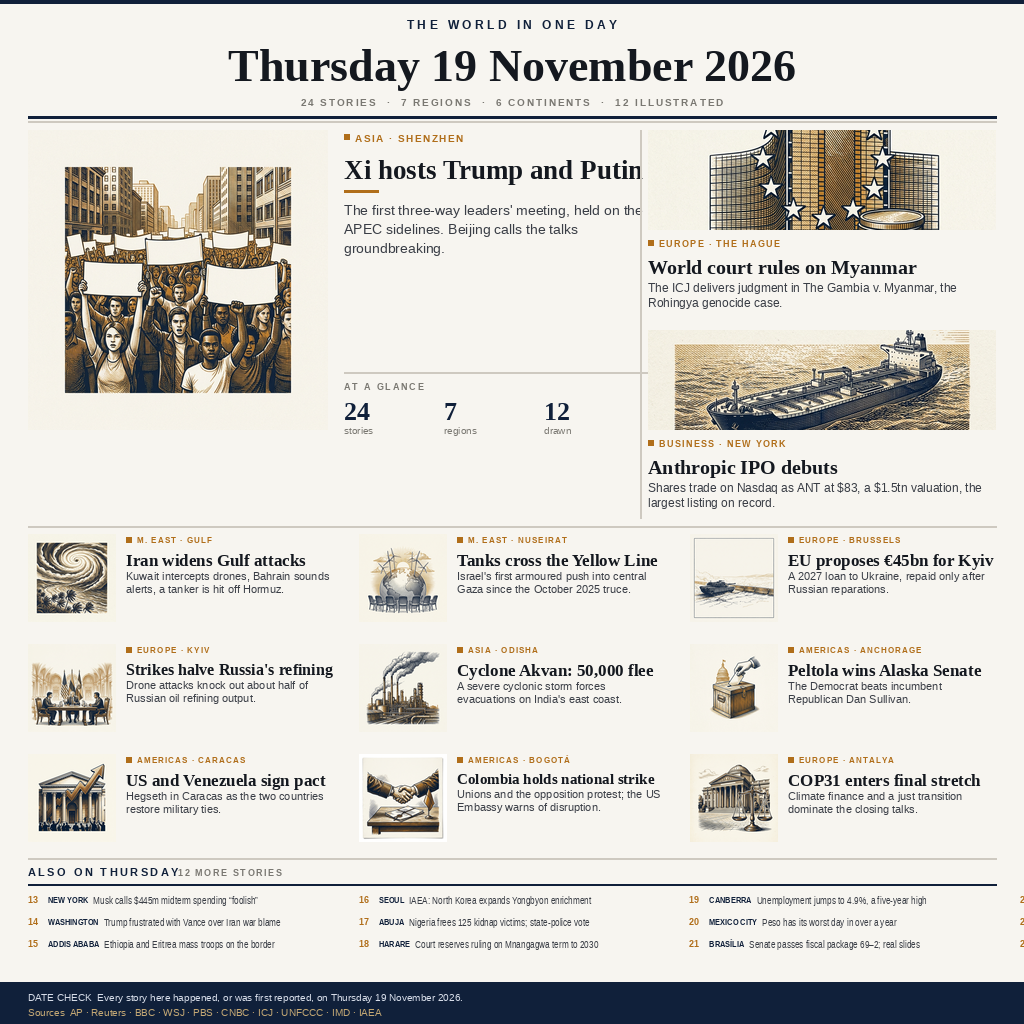 THE WORLD IN ONE DAY
Thursday 19 November 2026
24 STORIES · 7 REGIONS · 6 CONTINENTS · 12 ILLUSTRATED
ASIA · SHENZHEN
Xi hosts Trump and Putin
The first three-way leaders' meeting, held on the
APEC sidelines. Beijing calls the talks
groundbreaking.
AT A GLANCE
24 7 12
stories regions drawn
EUROPE · THE HAGUE
World court rules on Myanmar
The ICJ delivers judgment in The Gambia v. Myanmar, the
Rohingya genocide case.
BUSINESS · NEW YORK
Anthropic IPO debuts
Shares trade on Nasdaq as ANT at $83, a $1.5tn valuation, the
largest listing on record.
M. EAST · GULF
Iran widens Gulf attacks
Kuwait intercepts drones, Bahrain sounds
alerts, a tanker is hit off Hormuz.
M. EAST · NUSEIRAT
Tanks cross the Yellow Line
Israel's first armoured push into central
Gaza since the October 2025 truce.
EUROPE · BRUSSELS
EU proposes €45bn for Kyiv
A 2027 loan to Ukraine, repaid only after
Russian reparations.
EUROPE · KYIV
Strikes halve Russia's refining
Drone attacks knock out about half of
Russian oil refining output.
ASIA · ODISHA
Cyclone Akvan: 50,000 flee
A severe cyclonic storm forces
evacuations on India's east coast.
AMERICAS · ANCHORAGE
Peltola wins Alaska Senate
The Democrat beats incumbent
Republican Dan Sullivan.
AMERICAS · CARACAS
US and Venezuela sign pact
Hegseth in Caracas as the two countries
restore military ties.
AMERICAS · BOGOTÁ
Colombia holds national strike
Unions and the opposition protest; the US
Embassy warns of disruption.
EUROPE · ANTALYA
COP31 enters final stretch
Climate finance and a just transition
dominate the closing talks.
ALSO ON THURSDAY 12 MORE STORIES
13 NEW YORK Musk calls $445m midterm spending “foolish”
14 WASHINGTON Trump frustrated with Vance over Iran war blame
15 ADDIS ABABA Ethiopia and Eritrea mass troops on the border
16 SEOUL IAEA: North Korea expands Yongbyon enrichment
17 ABUJA Nigeria frees 125 kidnap victims; state-police vote
18 HARARE Court reserves ruling on Mnangagwa term to 2030
19 CANBERRA Unemployment jumps to 4.9%, a five-year high
20 MEXICO CITY Peso has its worst day in over a year
21 BRASÍLIA Senate passes fiscal package 69–2; real slides
DATE CHECK Every story here happened, or was first reported, on Thursday 19 November 2026.
Sources AP · Reuters · BBC · WSJ · PBS · CNBC · ICJ · UNFCCC · IMD · IAEA